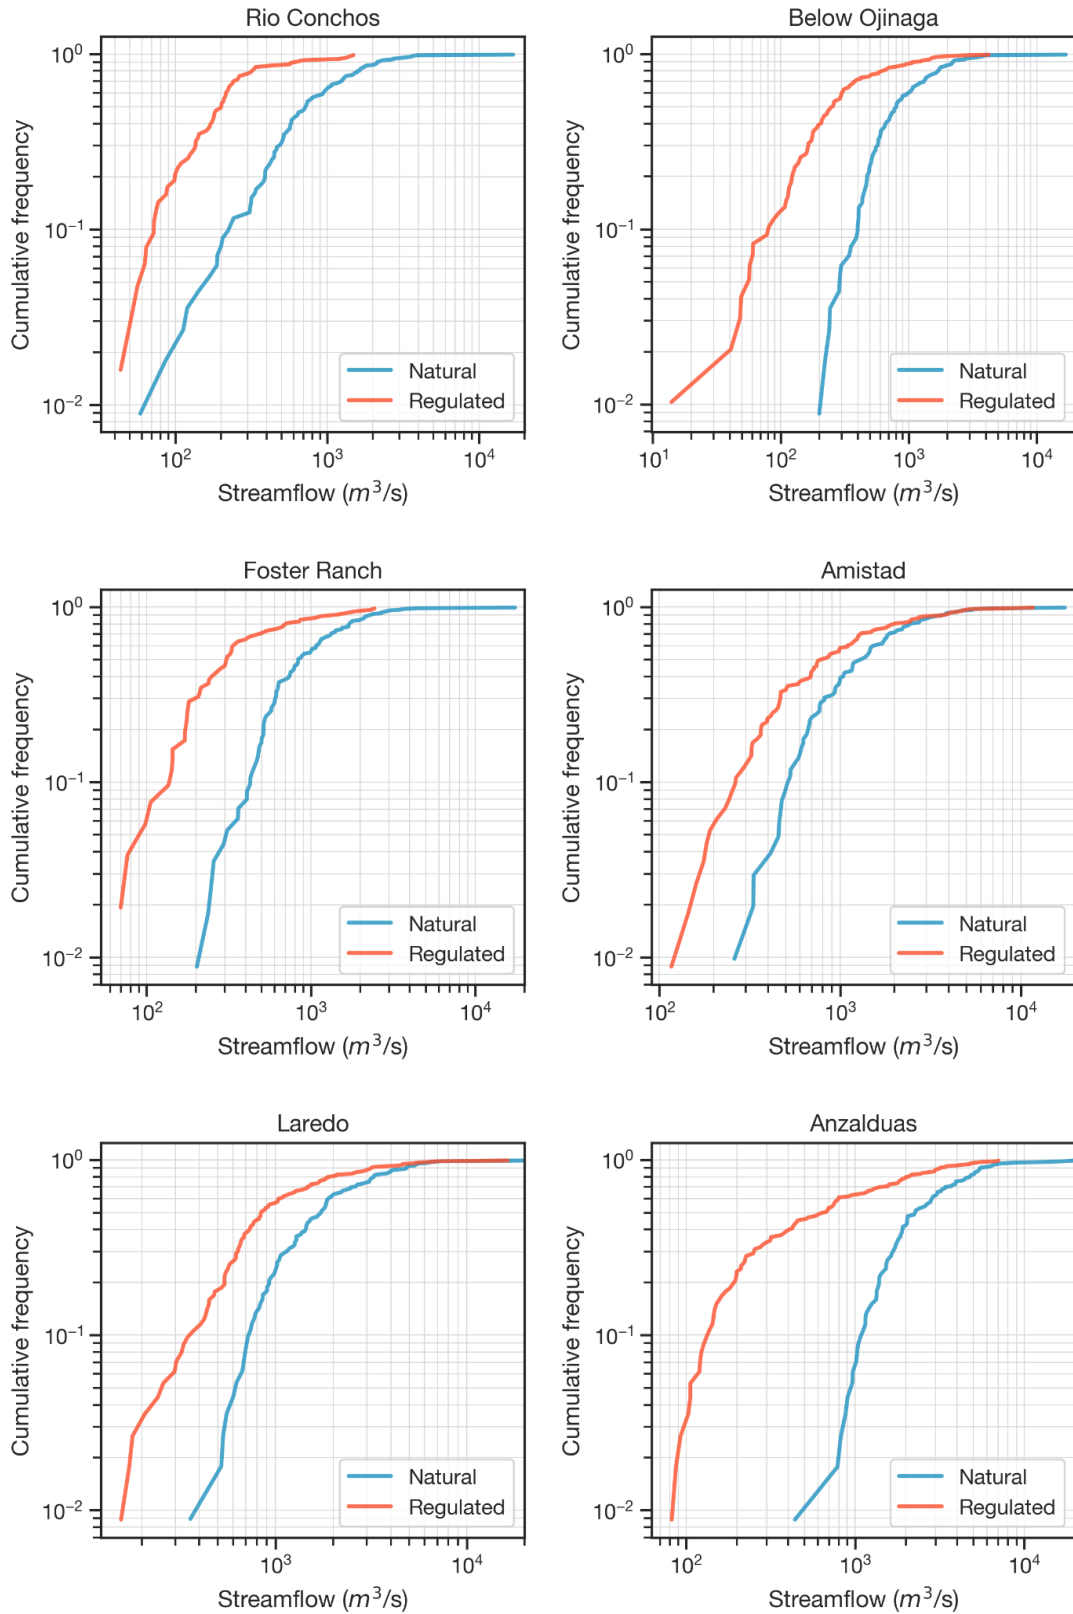 Rio Conchos
10^0
10^-1
10^-2
Cumulative frequency
Natural
Regulated
10^2
10^3
10^4
Streamflow (m^3/s)
Below Ojinaga
10^0
10^-1
10^-2
Cumulative frequency
Natural
Regulated
10^1
10^2
10^3
10^4
Streamflow (m^3/s)
Foster Ranch
10^0
10^-1
10^-2
Cumulative frequency
Natural
Regulated
10^2
10^3
10^4
Streamflow (m^3/s)
Amistad
10^0
10^-1
10^-2
Cumulative frequency
Natural
Regulated
10^2
10^3
10^4
Streamflow (m^3/s)
Laredo
10^0
10^-1
10^-2
Cumulative frequency
Natural
Regulated
10^3
10^4
Streamflow (m^3/s)
Anzalduas
10^0
10^-1
10^-2
Cumulative frequency
Natural
Regulated
10^2
10^3
10^4
Streamflow (m^3/s)